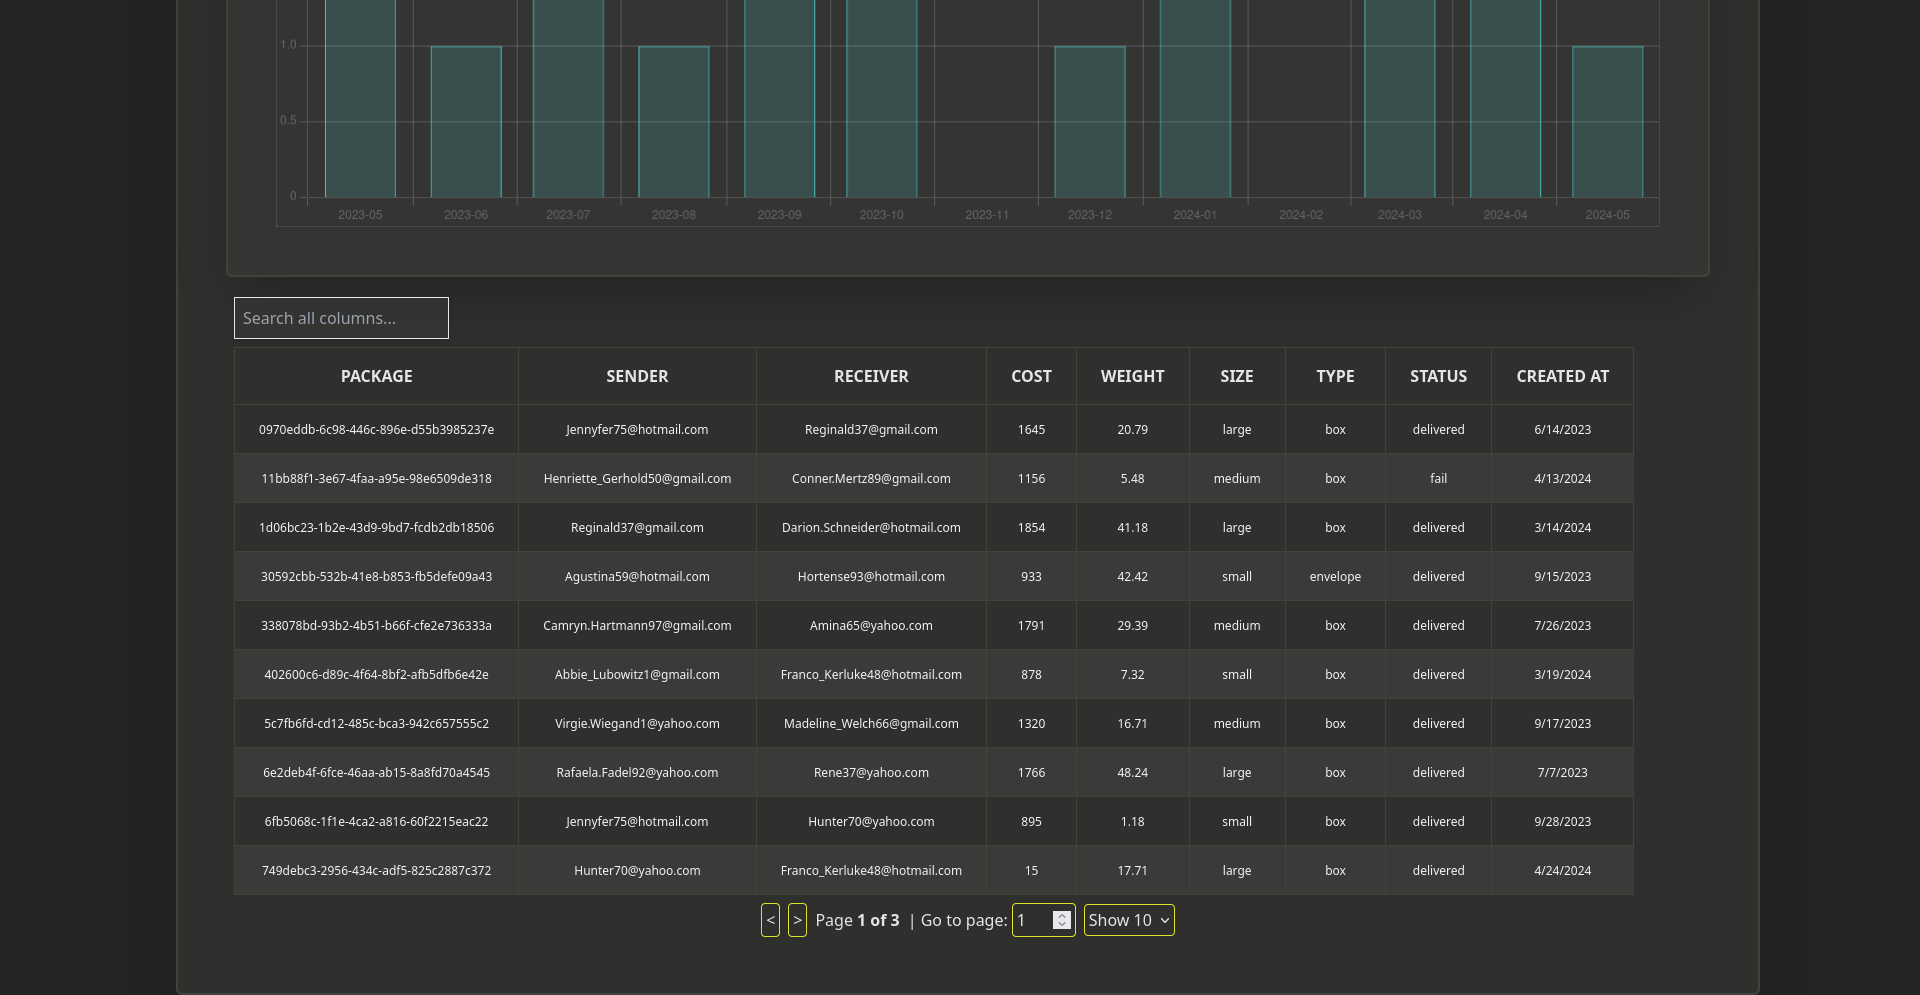 1.0
0.5
0
2023-05 2023-06 2023-07 2023-08 2023-09 2023-10 2023-11 2023-12 2024-01 2024-02 2024-03 2024-04 2024-05
Search all columns...
PACKAGE SENDER RECEIVER COST WEIGHT SIZE TYPE STATUS CREATED AT
0970eddb-6c98-446c-896e-d55b3985237e Jennyfer75@hotmail.com Reginald37@gmail.com 1645 20.79 large box delivered 6/14/2023
11bb88f1-3e67-4faa-a95e-98e6509de318 Henriette_Gerhold50@gmail.com Conner.Mertz89@gmail.com 1156 5.48 medium box fail 4/13/2024
1d06bc23-1b2e-43d9-9bd7-fcdb2db18506 Reginald37@gmail.com Darion.Schneider@hotmail.com 1854 41.18 large box delivered 3/14/2024
30592cbb-532b-41e8-b853-fb5defe09a43 Agustina59@hotmail.com Hortense93@hotmail.com 933 42.42 small envelope delivered 9/15/2023
338078bd-93b2-4b51-b66f-cfe2e736333a Camryn.Hartmann97@gmail.com Amina65@yahoo.com 1791 29.39 medium box delivered 7/26/2023
402600c6-d89c-4f64-8bf2-afb5dfb6e42e Abbie_Lubowitz1@gmail.com Franco_Kerluke48@hotmail.com 878 7.32 small box delivered 3/19/2024
5c7fb6fd-cd12-485c-bca3-942c657555c2 Virgie.Wiegand1@yahoo.com Madeline_Welch66@gmail.com 1320 16.71 medium box delivered 9/17/2023
6e2deb4f-6fce-46aa-ab15-8a8fd70a4545 Rafaela.Fadel92@yahoo.com Rene37@yahoo.com 1766 48.24 large box delivered 7/7/2023
6fb5068c-1f1e-4ca2-a816-60f2215eac22 Jennyfer75@hotmail.com Hunter70@yahoo.com 895 1.18 small box delivered 9/28/2023
749debc3-2956-434c-adf5-825c2887c372 Hunter70@yahoo.com Franco_Kerluke48@hotmail.com 15 17.71 large box delivered 4/24/2024
< > Page 1 of 3 | Go to page: 1 Show 10